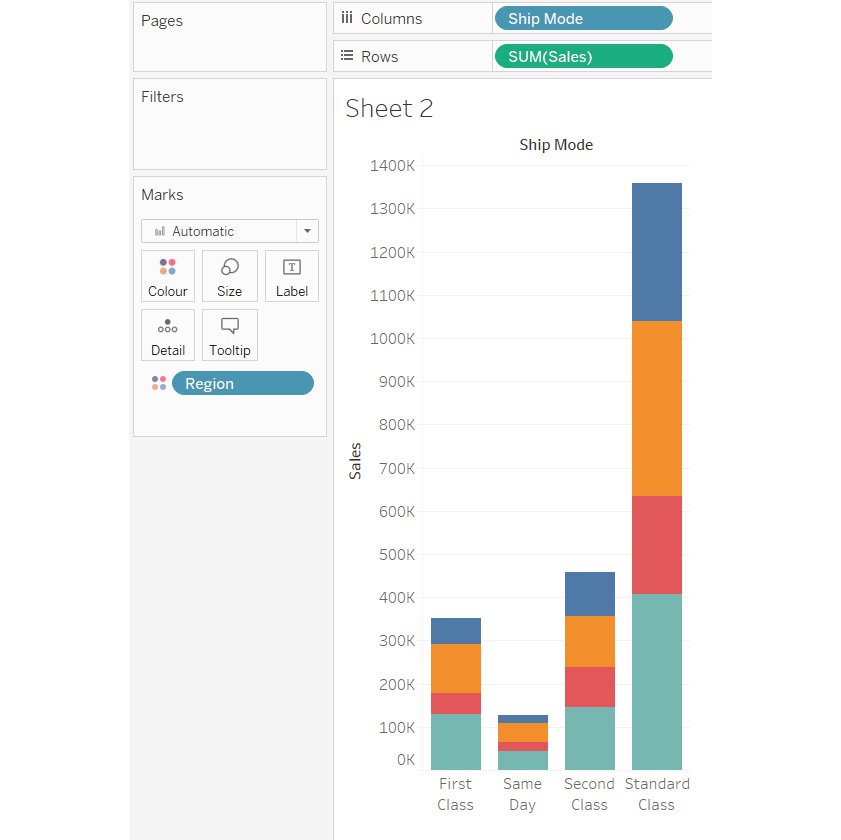 Pages
Columns
Ship Mode
Rows
SUM(Sales)
Filters
Marks
Automatic
Colour
Size
T
Label
Detail
Tooltip
Region
Sheet 2
Ship Mode
1400K
1300K
1200K
1100K
1000K
900K
800K
700K
600K
500K
400K
300K
200K
100K
0K
Sales
First
Class
Same
Day
Second
Class
Standard
Class